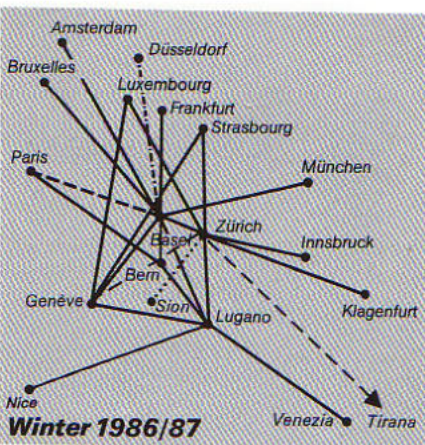 Amsterdam
Düsseldorf
Bruxelles
Luxembourg
Frankfurt
Strasbourg
Paris
München
Zürich
Basel
Innsbruck
Bern
Genève
Sion
Lugano
Klagenfurt
Nice
Winter 1986/87
Venezia
Tirana